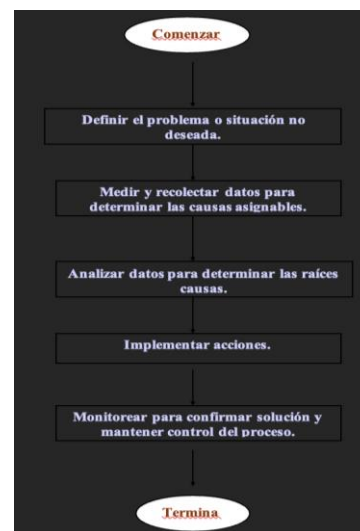 Comenzar
Definir el problema o situación no
deseada.
Medir y recolectar datos para
determinar las causas asignables.
Analizar datos para determinar las raíces
causas.
Implementar acciones.
Monitorear para confirmar solución y
mantener control del proceso.
Termina